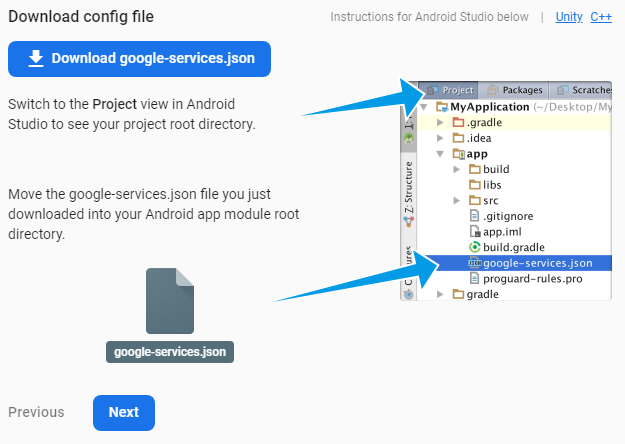 Download config file
Instructions for Android Studio below | Unity C++
Download google-services.json
Switch to the Project view in Android
Studio to see your project root directory.
Move the google-services.json file you just
downloaded into your Android app module root
directory.
google-services.json
Project Packages Scratches
MyApplication (~/Desktop/My
.gradle
.idea
app
build
libs
src
.gitignore
app.iml
build.gradle
google-services.json
proguard-rules.pro
gradle
Z: Structure
Previous Next